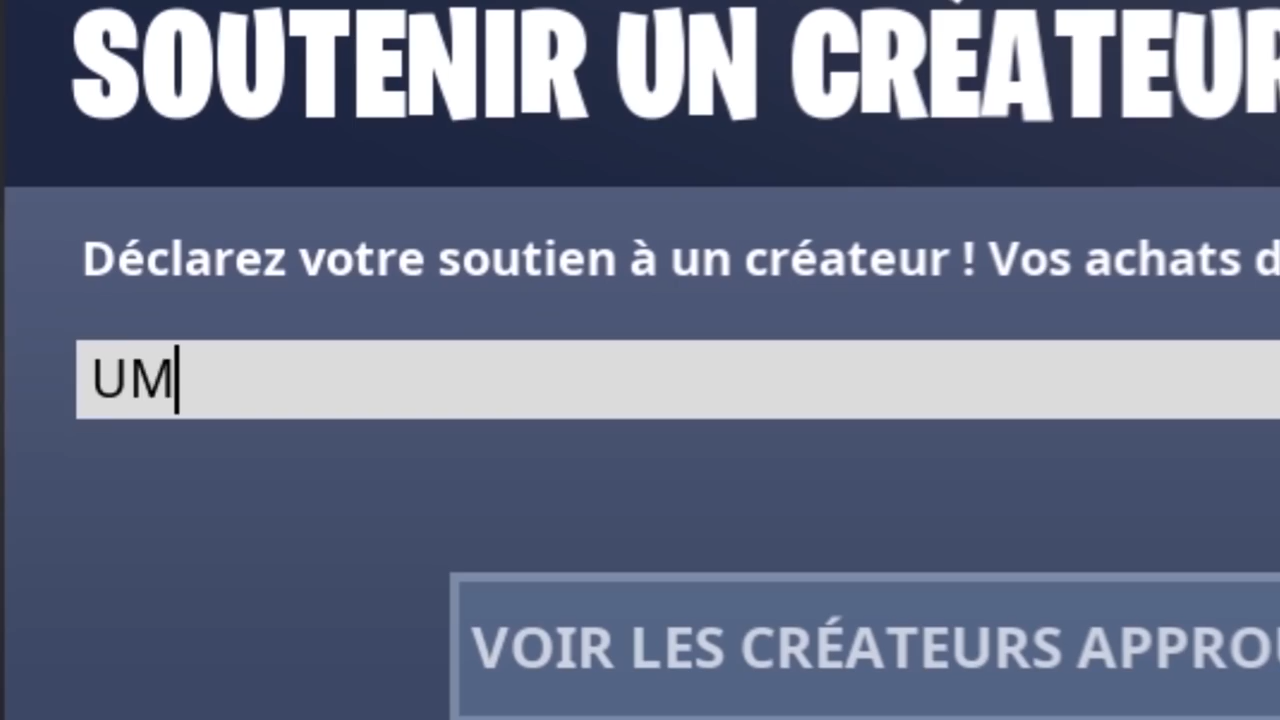 SOUTENIR UN CRÉATEUR
Déclarez votre soutien à un créateur ! Vos achats d
UM
VOIR LES CRÉATEURS APPROU